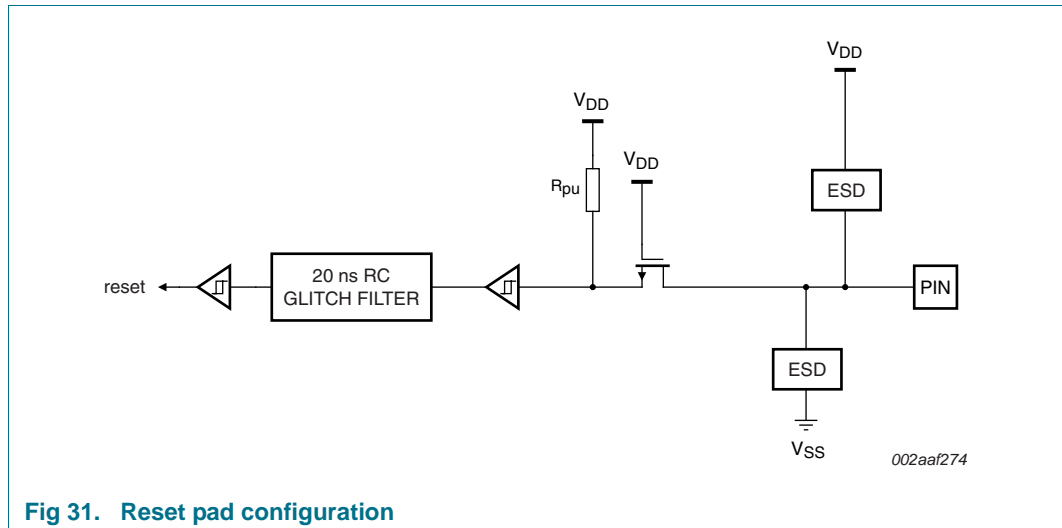 VDD
VDD
VDD
Rpu
ESD
reset
20 ns RC
GLITCH FILTER
PIN
ESD
VSS
002aaf274
Fig 31. Reset pad configuration